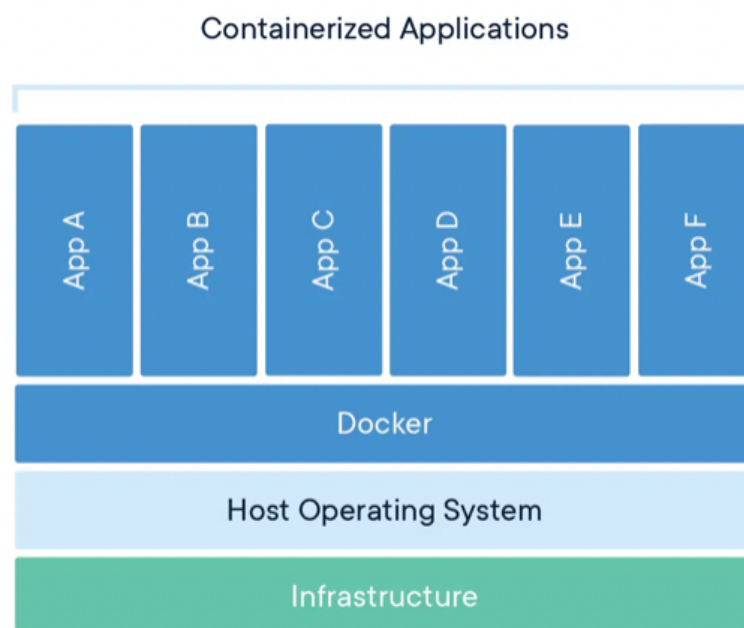 Containerized Applications
App A
App B
App C
App D
App E
App F
Docker
Host Operating System
Infrastructure